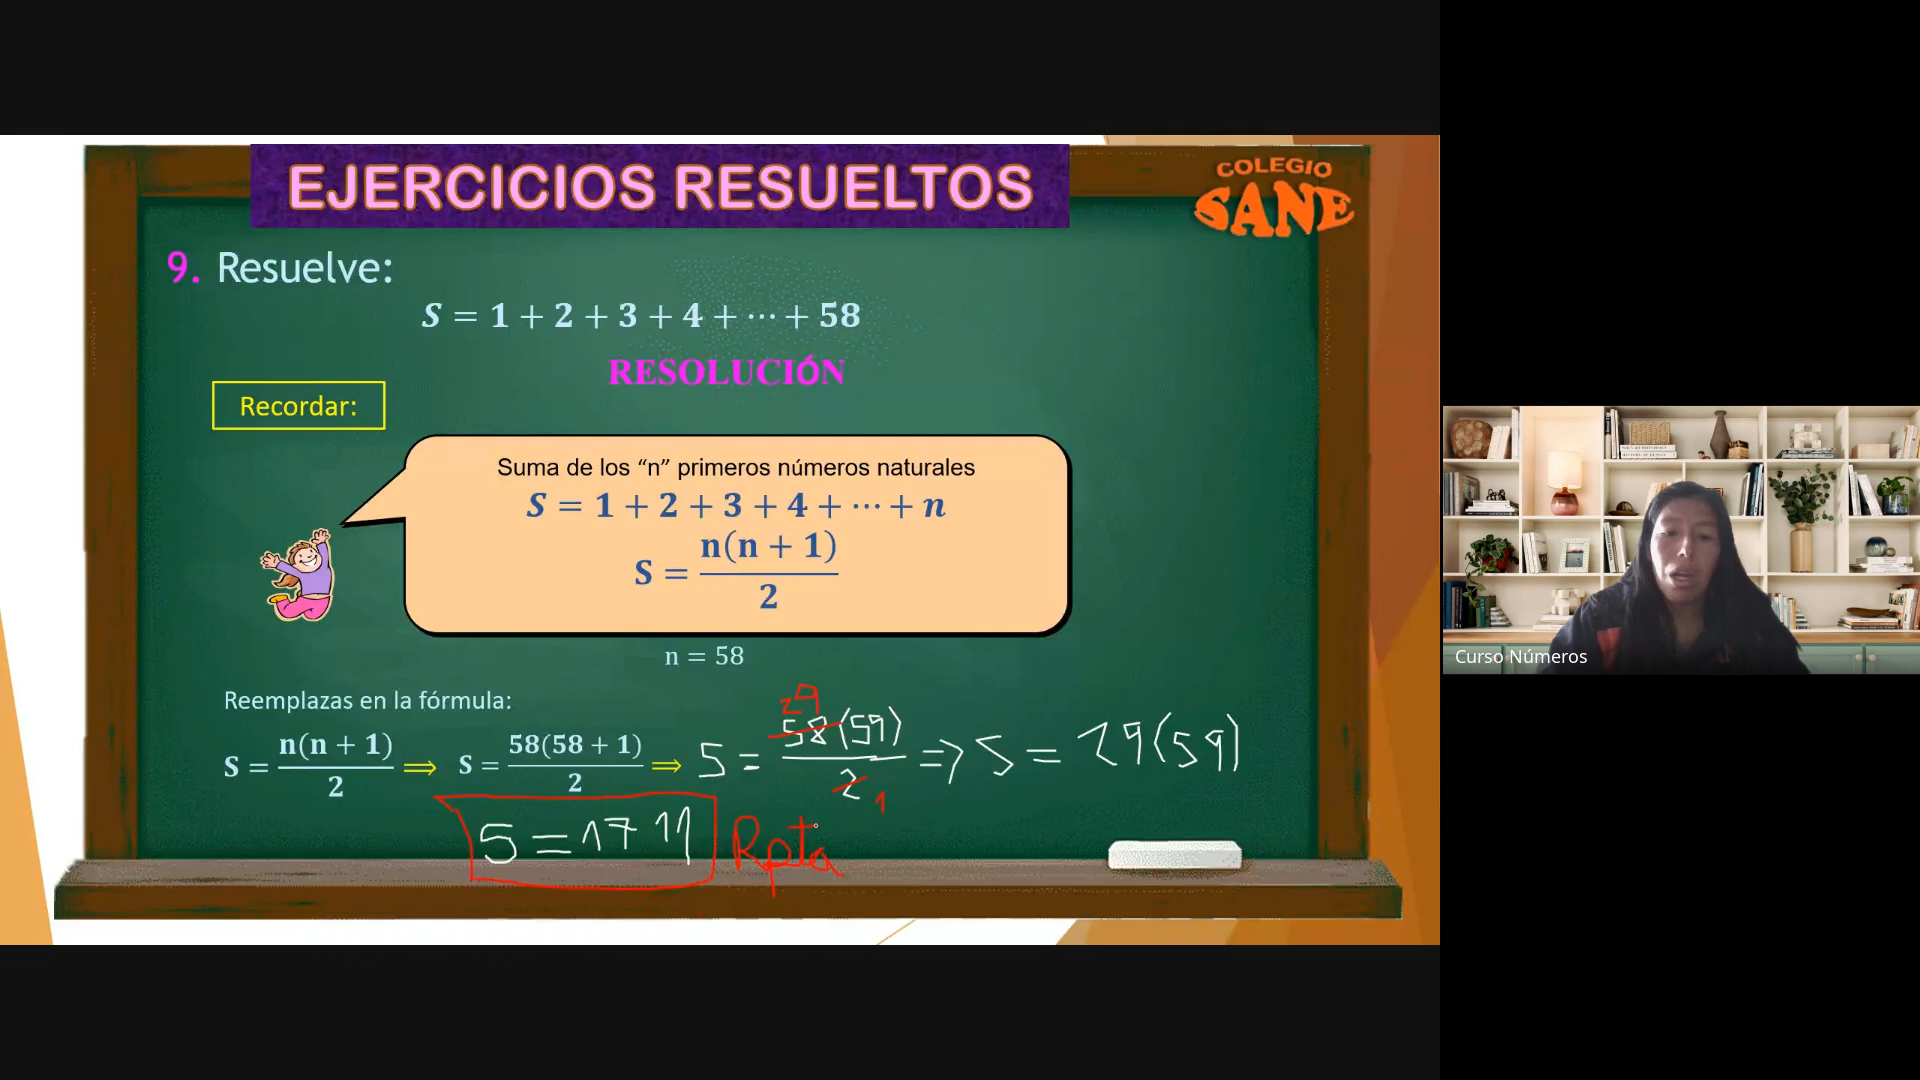 EJERCICIOS RESUELTOS
COLEGIO
SANE
9. Resuelve:
S = 1 + 2 + 3 + 4 + ⋯ + 58
RESOLUCIÓN
Recordar:
Suma de los “n” primeros números naturales
S = 1 + 2 + 3 + 4 + ⋯ + n
S = n(n + 1) / 2
n = 58
Reemplazas en la fórmula:
S = n(n + 1) / 2 ⟹ S = 58(58 + 1) / 2 ⟹ S = 58(59) / 2 => S = 29(59)
29
1
S = 1711 Rpta
Curso Números